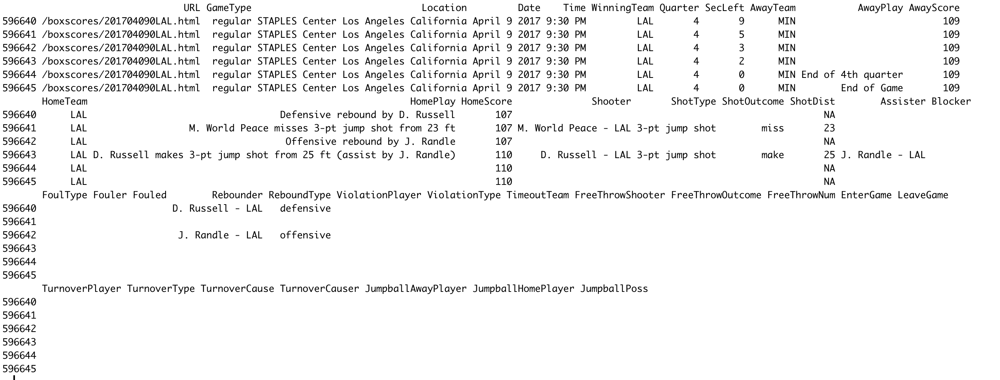 URL GameType Location Date Time WinningTeam Quarter SecLeft AwayTeam AwayPlay AwayScore
596640 /boxscores/201704090LAL.html regular STAPLES Center Los Angeles California April 9 2017 9:30 PM LAL 4 9 MIN 109
596641 /boxscores/201704090LAL.html regular STAPLES Center Los Angeles California April 9 2017 9:30 PM LAL 4 5 MIN 109
596642 /boxscores/201704090LAL.html regular STAPLES Center Los Angeles California April 9 2017 9:30 PM LAL 4 3 MIN 109
596643 /boxscores/201704090LAL.html regular STAPLES Center Los Angeles California April 9 2017 9:30 PM LAL 4 2 MIN 109
596644 /boxscores/201704090LAL.html regular STAPLES Center Los Angeles California April 9 2017 9:30 PM LAL 4 0 MIN End of 4th quarter 109
596645 /boxscores/201704090LAL.html regular STAPLES Center Los Angeles California April 9 2017 9:30 PM LAL 4 0 MIN End of Game 109
HomeTeam HomePlay HomeScore Shooter ShotType ShotOutcome ShotDist Assister Blocker
596640 LAL Defensive rebound by D. Russell 107 NA
596641 LAL M. World Peace misses 3-pt jump shot from 23 ft 107 M. World Peace - LAL 3-pt jump shot miss 23
596642 LAL Offensive rebound by J. Randle 107 NA
596643 LAL D. Russell makes 3-pt jump shot from 25 ft (assist by J. Randle) 110 D. Russell - LAL 3-pt jump shot make 25 J. Randle - LAL
596644 LAL 110 NA
596645 LAL 110 NA
FoulType Fouler Fouled Rebounder ReboundType ViolationPlayer ViolationType TimeoutTeam FreeThrowShooter FreeThrowOutcome FreeThrowNum EnterGame LeaveGame
596640 D. Russell - LAL defensive
596641
596642 J. Randle - LAL offensive
596643
596644
596645
TurnoverPlayer TurnoverType TurnoverCause TurnoverCauser JumpballAwayPlayer JumpballHomePlayer JumpballPoss
596640
596641
596642
596643
596644
596645